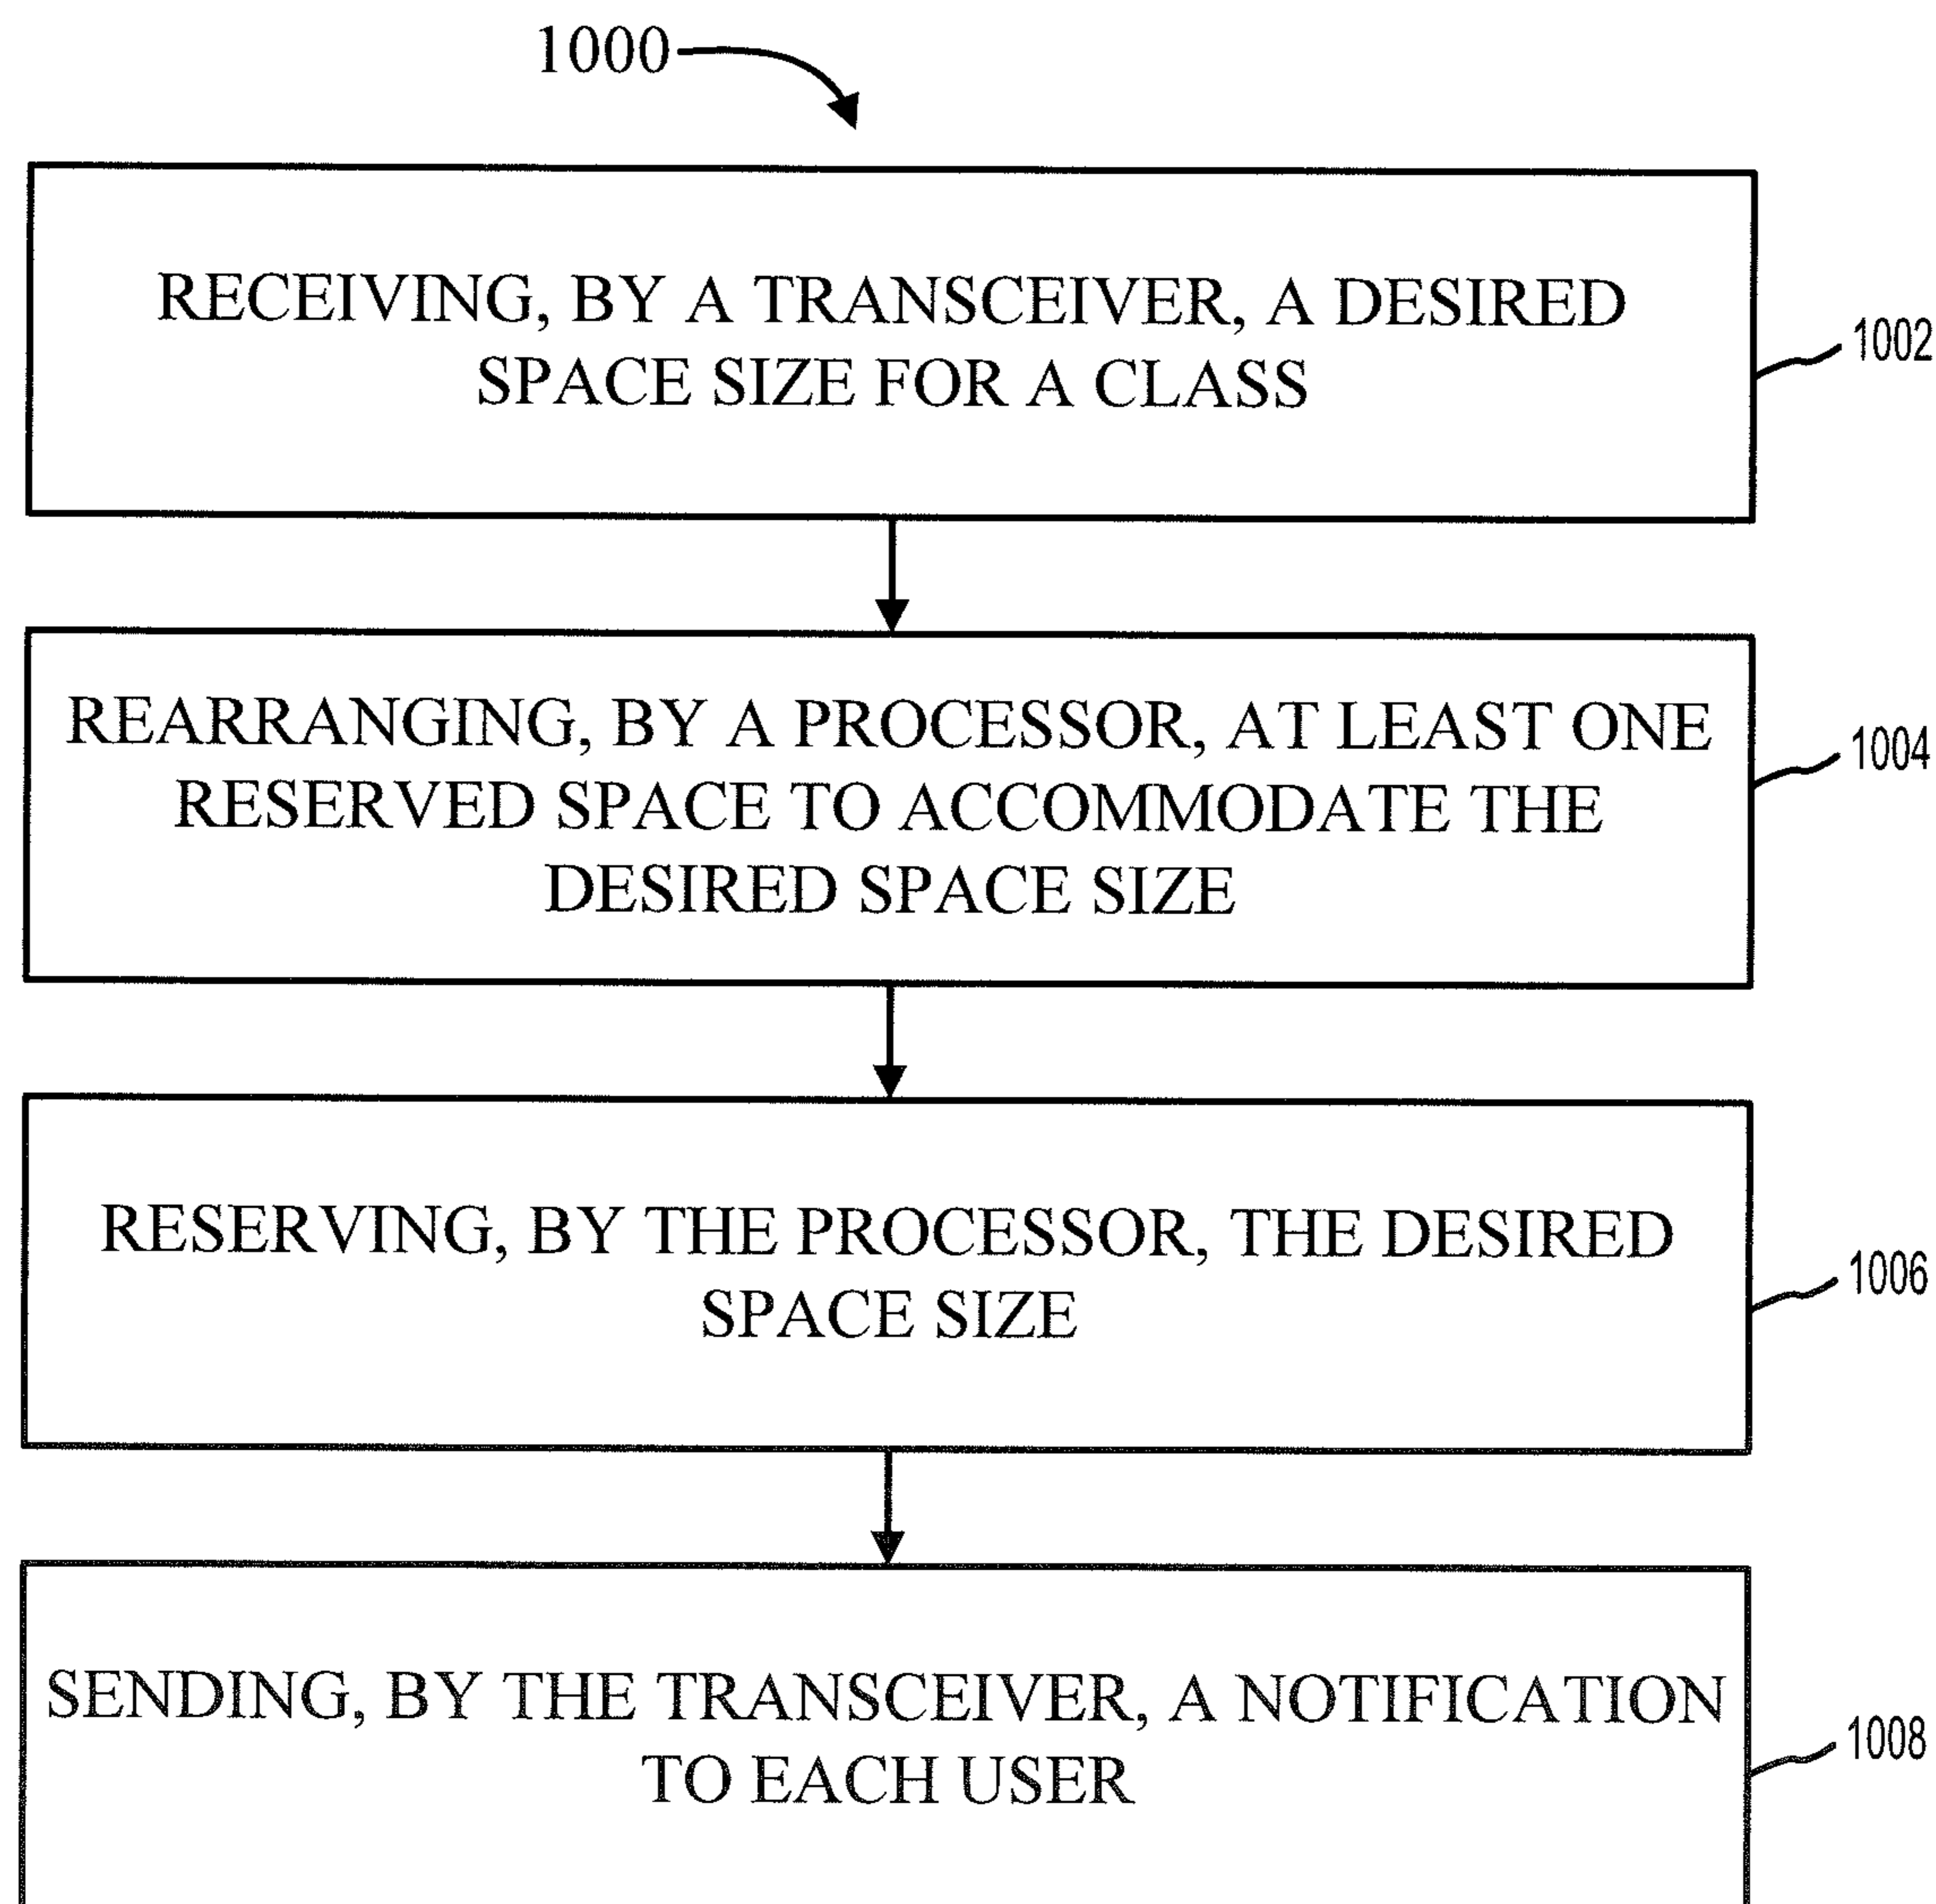 1000
RECEIVING, BY A TRANSCEIVER, A DESIRED
SPACE SIZE FOR A CLASS
1002
REARRANGING, BY A PROCESSOR, AT LEAST ONE
RESERVED SPACE TO ACCOMMODATE THE
DESIRED SPACE SIZE
1004
RESERVING, BY THE PROCESSOR, THE DESIRED
SPACE SIZE
1006
SENDING, BY THE TRANSCEIVER, A NOTIFICATION
TO EACH USER
1008